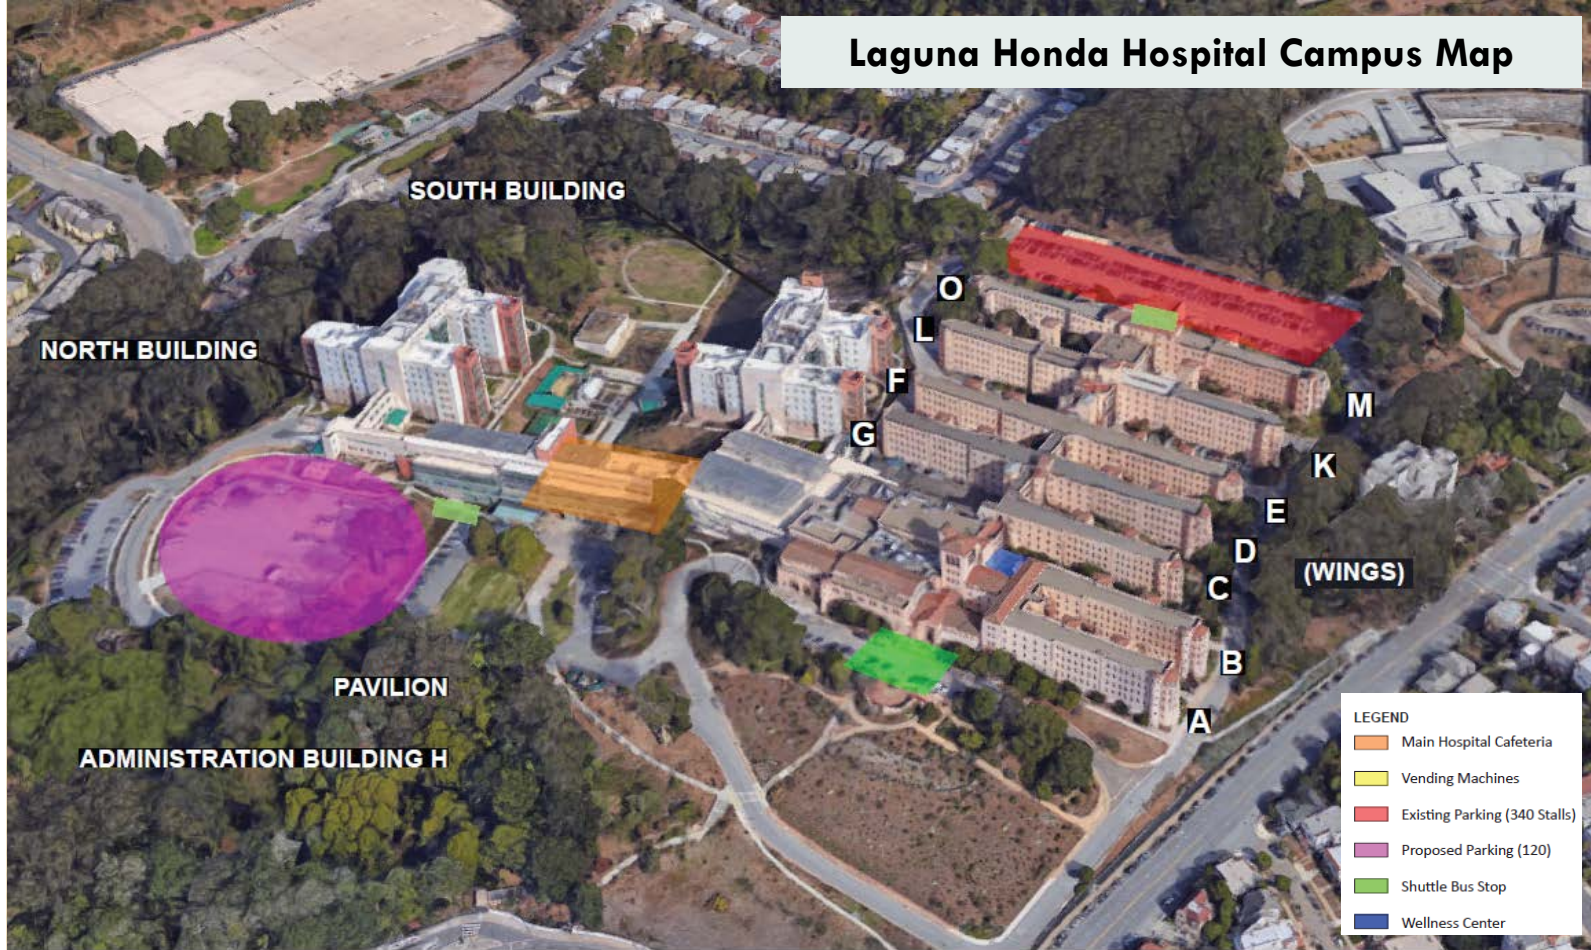 Laguna Honda Hospital Campus Map
SOUTH BUILDING
NORTH BUILDING
O
L
F
G
M
K
E
D
(WINGS)
C
B
A
PAVILION
ADMINISTRATION BUILDING H
LEGEND
Main Hospital Cafeteria
Vending Machines
Existing Parking (340 Stalls)
Proposed Parking (120)
Shuttle Bus Stop
Wellness Center